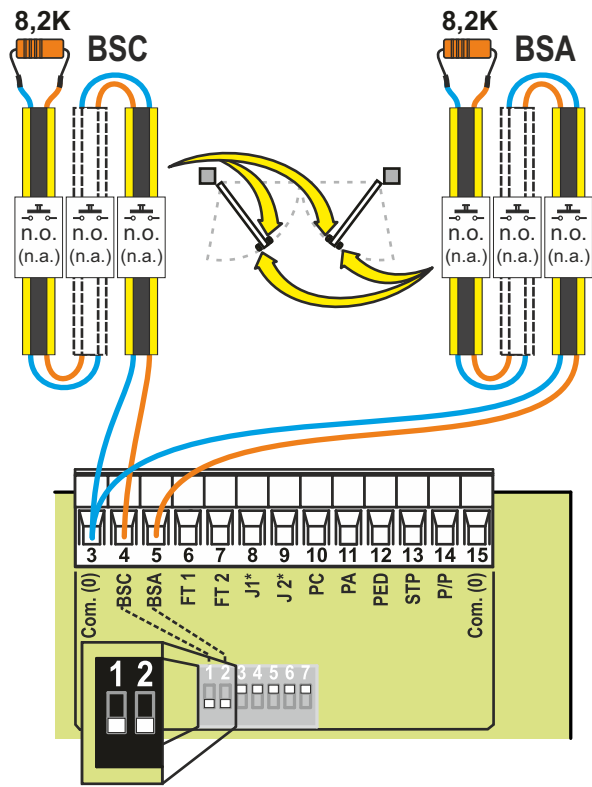 8,2K
BSC
8,2K
BSA
n.o.
(n.a.)
n.o.
(n.a.)
n.o.
(n.a.)
n.o.
(n.a.)
n.o.
(n.a.)
n.o.
(n.a.)
3 4 5 6 7 8 9 10 11 12 13 14 15
Com. (0)
BSC
BSA
FT 1
FT 2
J1*
J 2*
PC
PA
PED
STP
P/P
Com. (0)
1 2
1 2 3 4 5 6 7